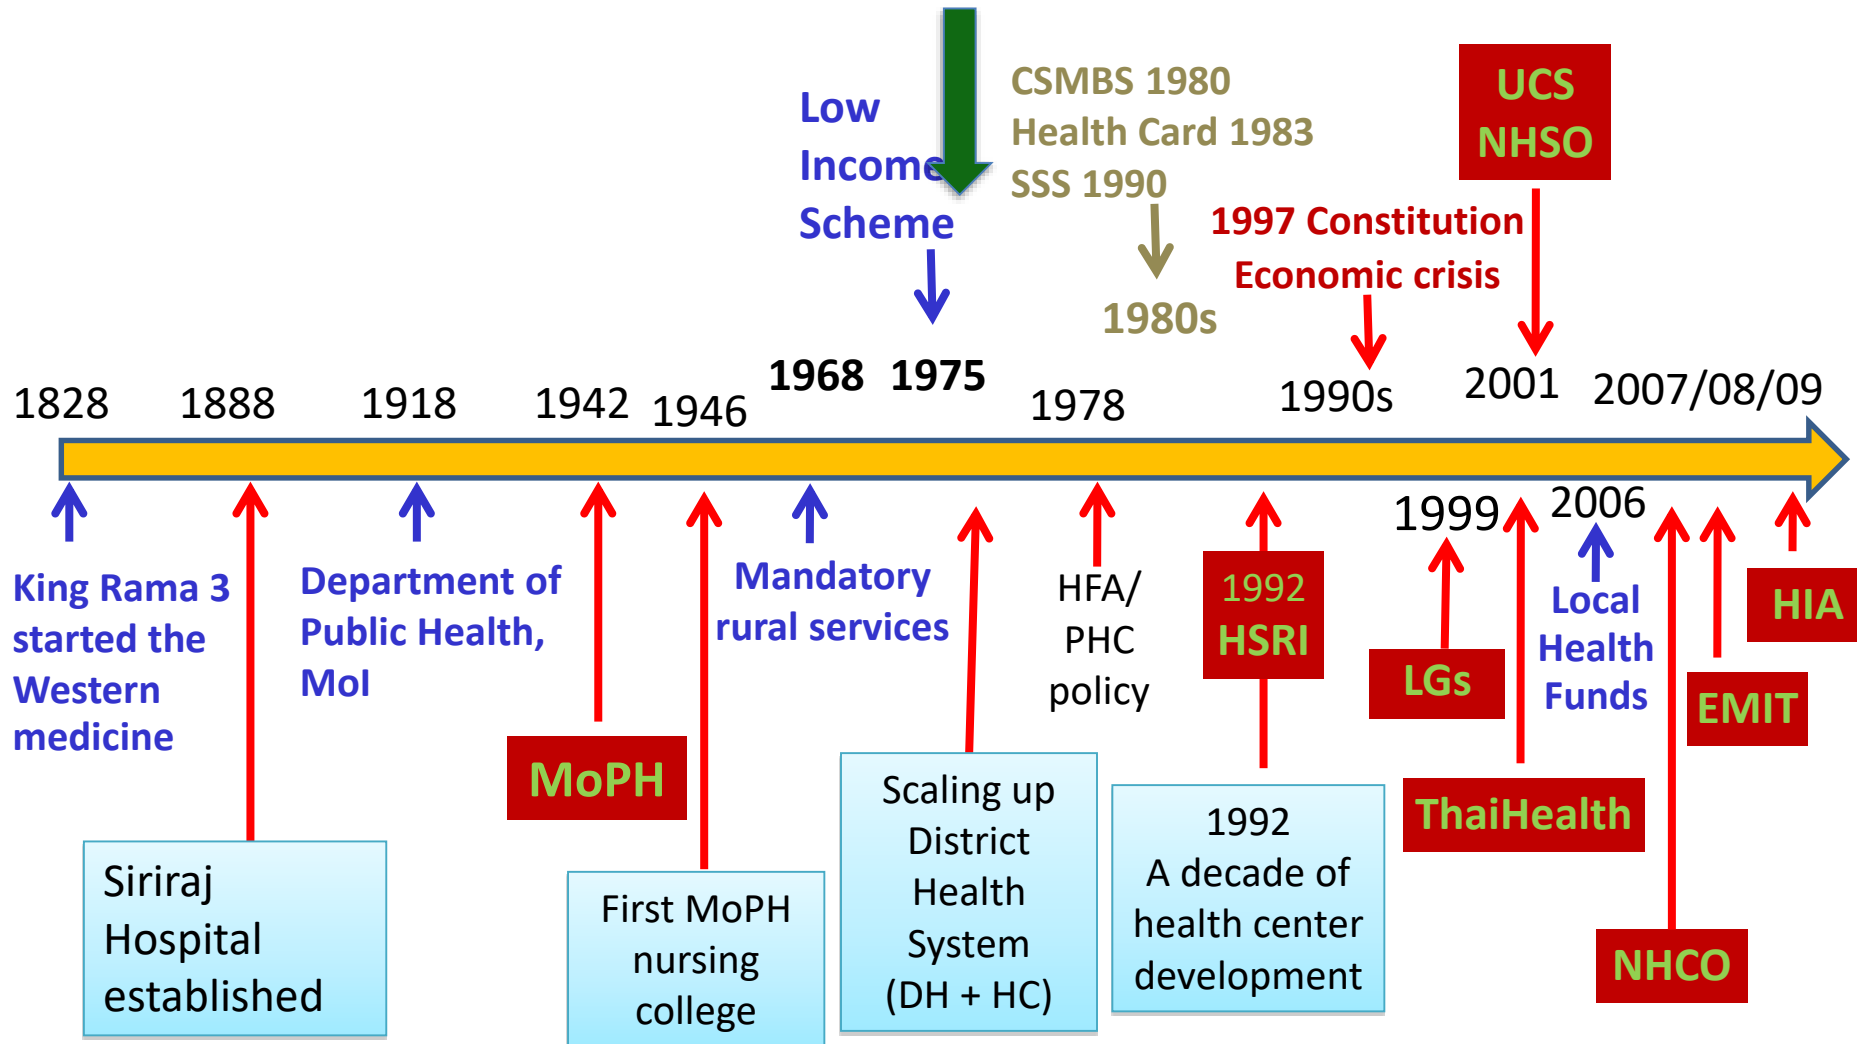 Low
Income
Scheme
CSMBS 1980
Health Card 1983
SSS 1990
UCS
NHSO
1997 Constitution
Economic crisis
1980s
1828
1888
1918
1942
1946
1968
1975
1978
1990s
2001
2007/08/09
1999
2006
King Rama 3
started the
Western
medicine
Department of
Public Health,
MoI
Mandatory
rural services
HFA/
PHC
policy
1992
HSRI
LGs
Local
Health
Funds
HIA
EMIT
MoPH
ThaiHealth
NHCO
Siriraj
Hospital
established
First MoPH
nursing
college
Scaling up
District
Health
System
(DH + HC)
1992
A decade of
health center
development